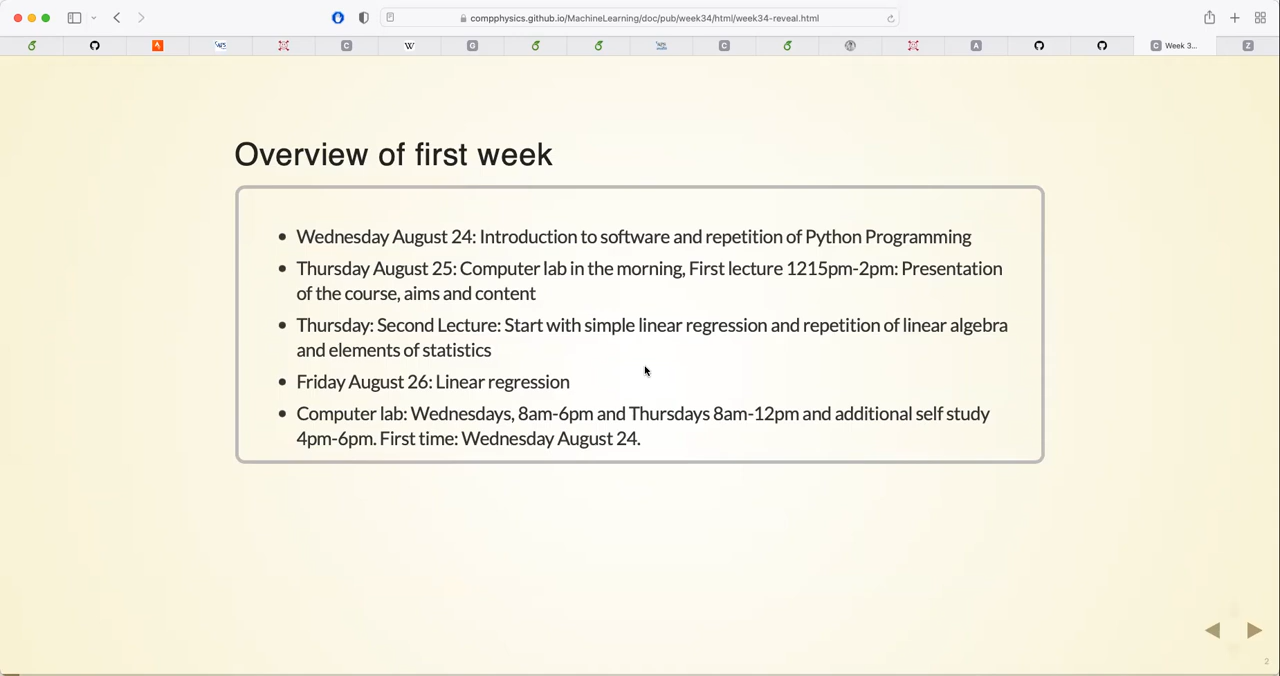 compphysics.github.io/MachineLearning/doc/pub/week34/html/week34-reveal.html
C
W
G
C
A
C
Week 3...
Z
Overview of first week
• Wednesday August 24: Introduction to software and repetition of Python Programming
• Thursday August 25: Computer lab in the morning, First lecture 1215pm-2pm: Presentation
of the course, aims and content
• Thursday: Second Lecture: Start with simple linear regression and repetition of linear algebra
and elements of statistics
• Friday August 26: Linear regression
• Computer lab: Wednesdays, 8am-6pm and Thursdays 8am-12pm and additional self study
4pm-6pm. First time: Wednesday August 24.
2